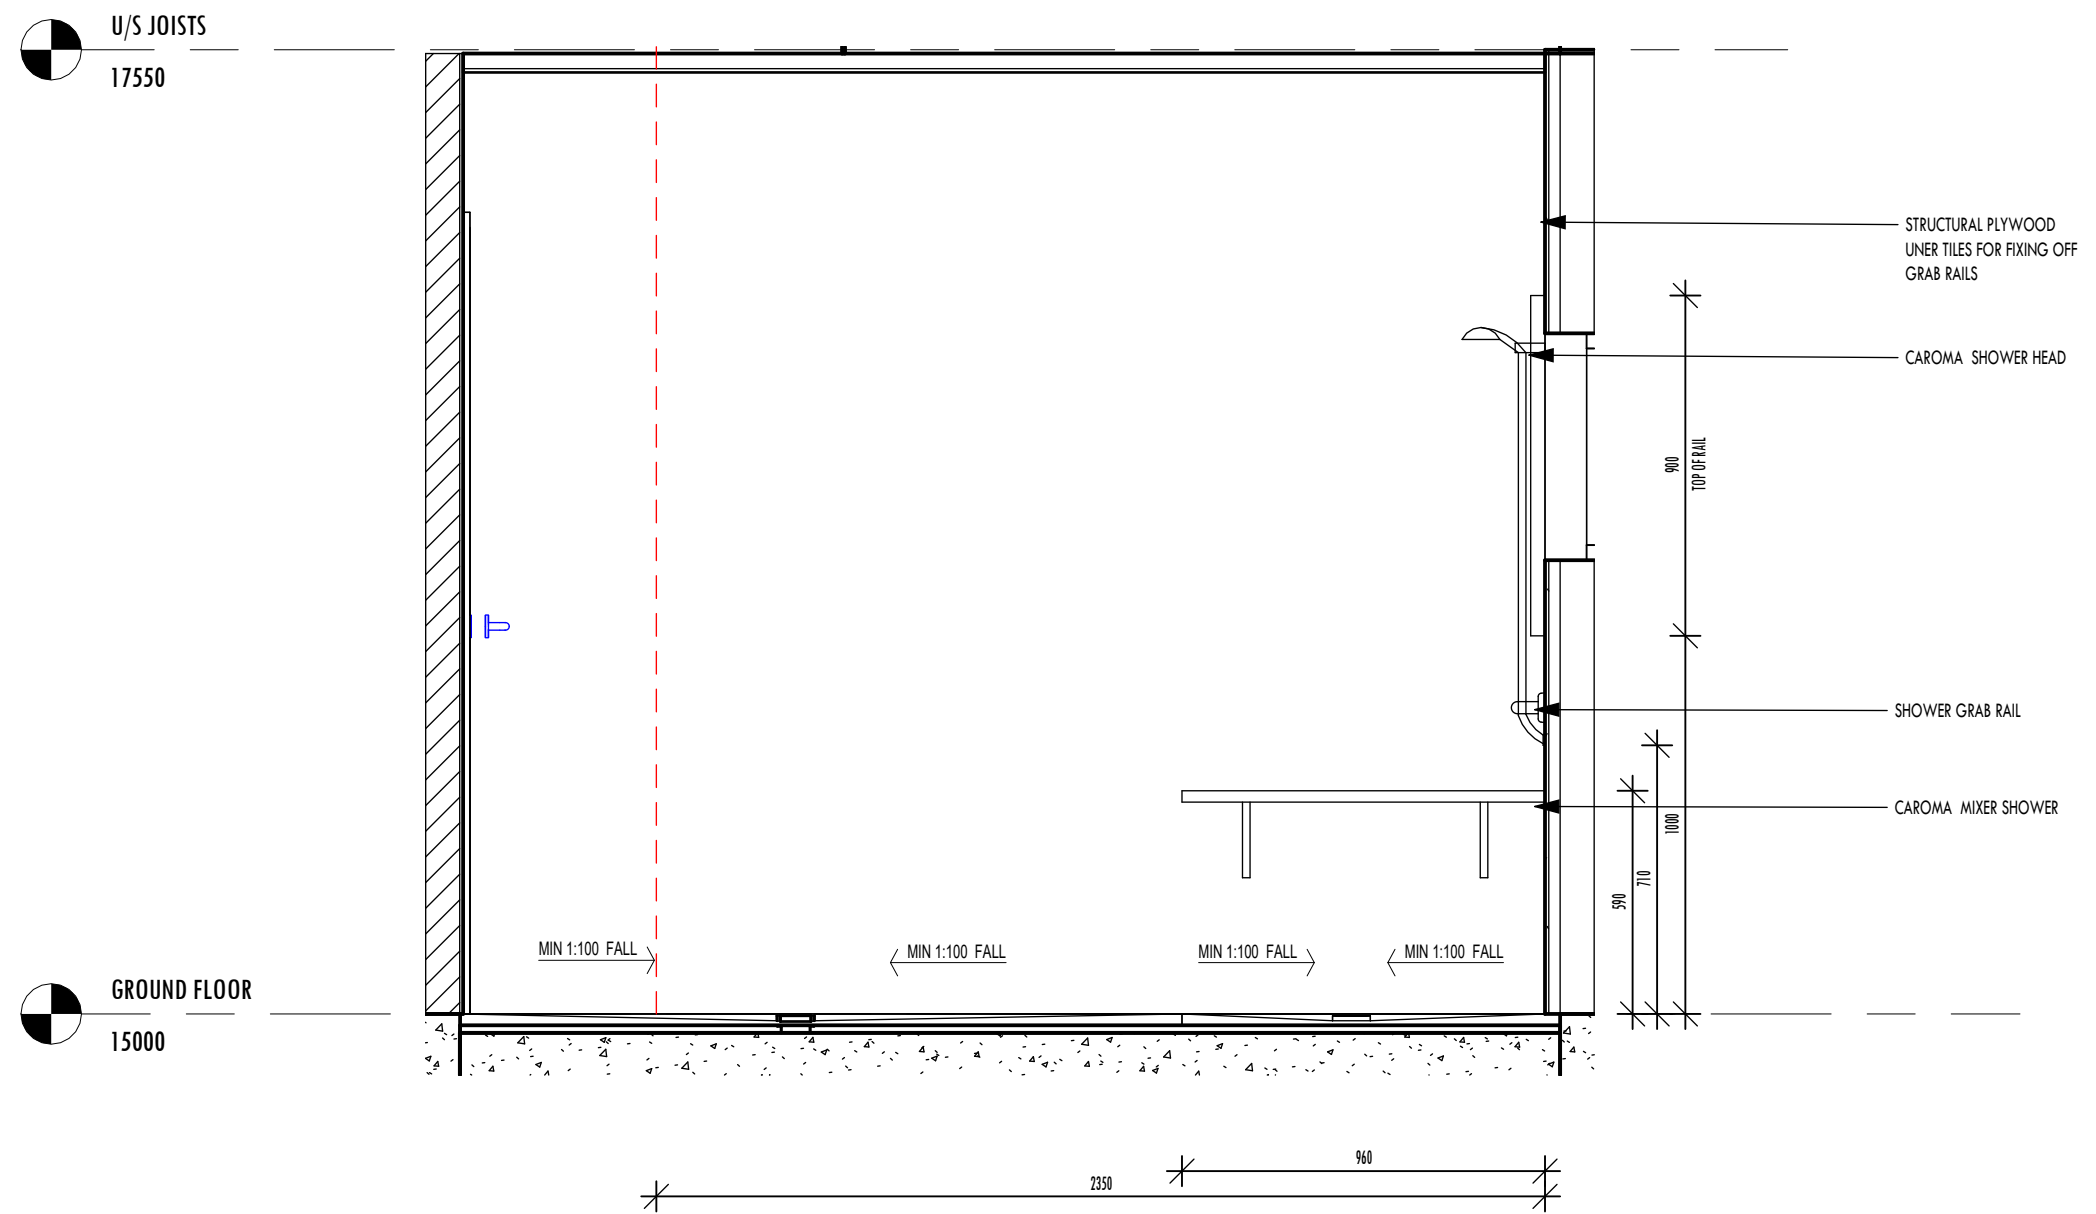 U/S JOISTS
17550
STRUCTURAL PLYWOOD
UNER TILES FOR FIXING OFF
GRAB RAILS
CAROMA SHOWER HEAD
900
TOP OF RAIL
SHOWER GRAB RAIL
CAROMA MIXER SHOWER
1000
710
590
MIN 1:100 FALL
MIN 1:100 FALL
MIN 1:100 FALL
MIN 1:100 FALL
GROUND FLOOR
15000
960
2350